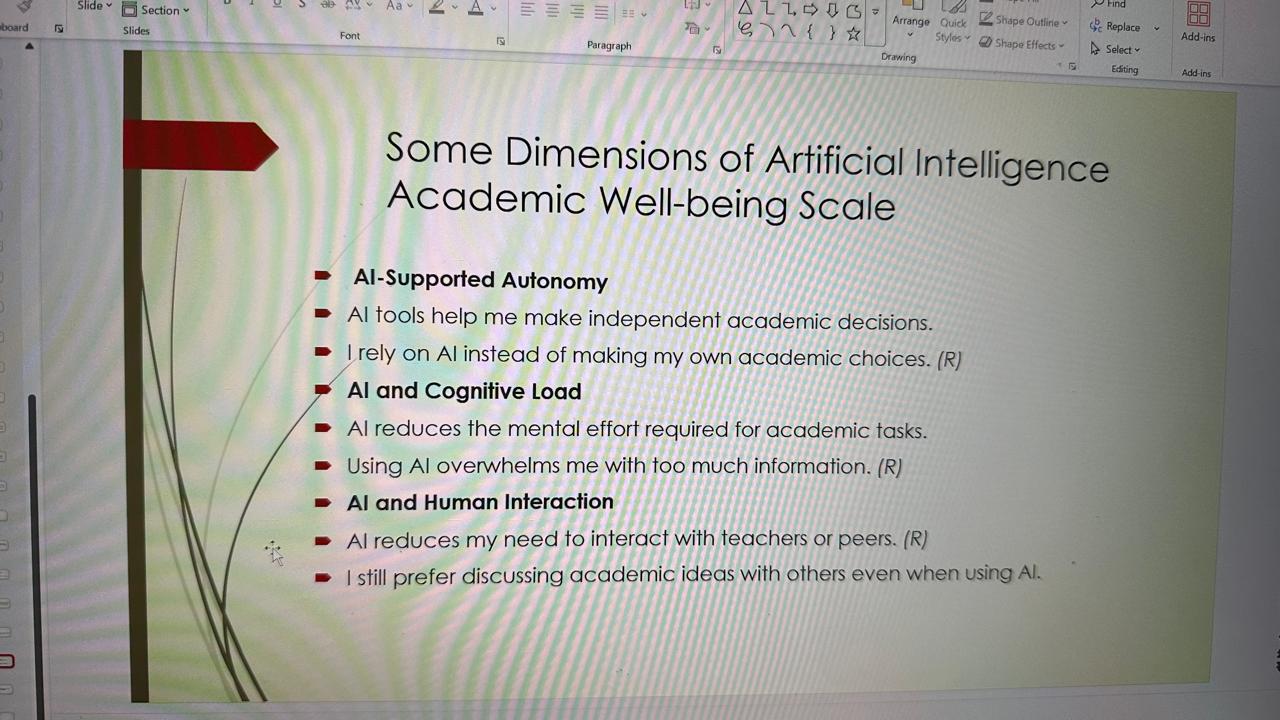 Slide
Section
Slides
Font
Aa
A
Paragraph
Arrange
Quick
Styles
Shape Outline
Shape Effects
Drawing
Find
Replace
Select
Editing
Add-ins
Add-ins
Some Dimensions of Artificial Intelligence
Academic Well-being Scale
AI-Supported Autonomy
AI tools help me make independent academic decisions.
I rely on AI instead of making my own academic choices. (R)
AI and Cognitive Load
AI reduces the mental effort required for academic tasks.
Using AI overwhelms me with too much information. (R)
AI and Human Interaction
AI reduces my need to interact with teachers or peers. (R)
I still prefer discussing academic ideas with others even when using AI.